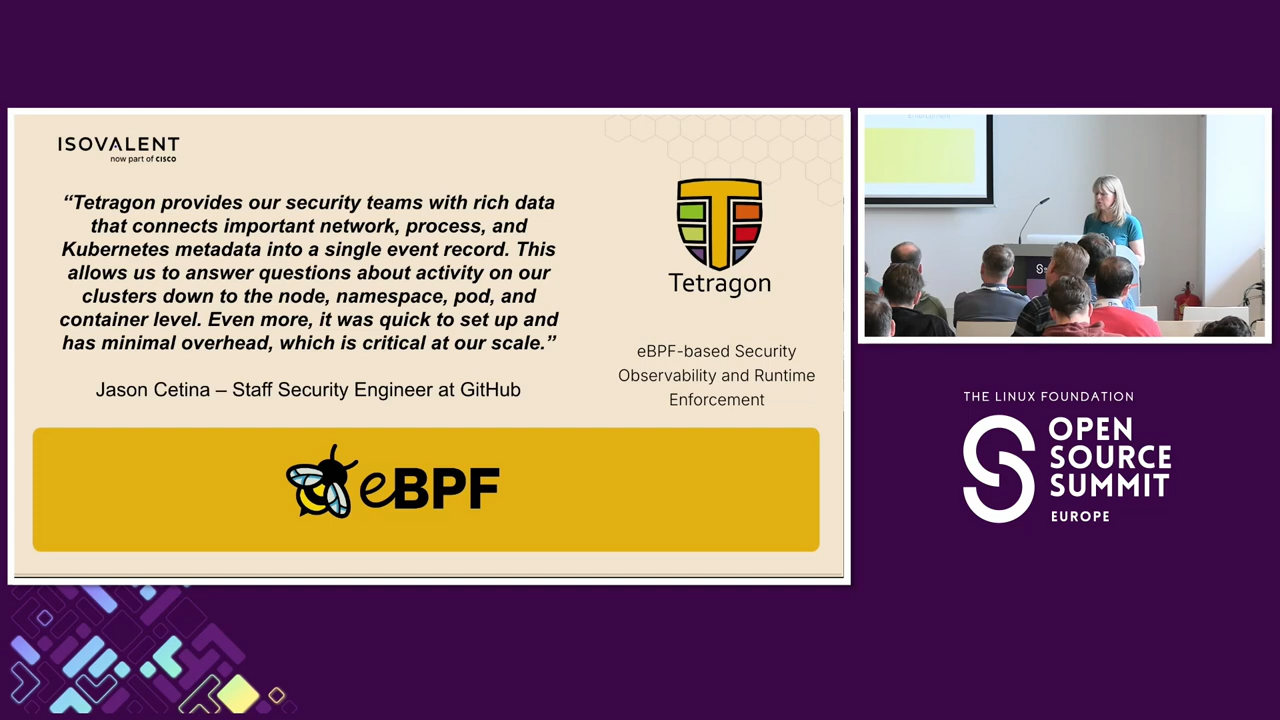 ISOVALENT
now part of CISCO
“Tetragon provides our security teams with rich data
that connects important network, process, and
Kubernetes metadata into a single event record. This
allows us to answer questions about activity on our
clusters down to the node, namespace, pod, and
container level. Even more, it was quick to set up and
has minimal overhead, which is critical at our scale.”
Jason Cetina – Staff Security Engineer at GitHub
Tetragon
eBPF-based Security
Observability and Runtime
Enforcement
eBPF
THE LINUX FOUNDATION
OPEN
SOURCE
SUMMIT
EUROPE